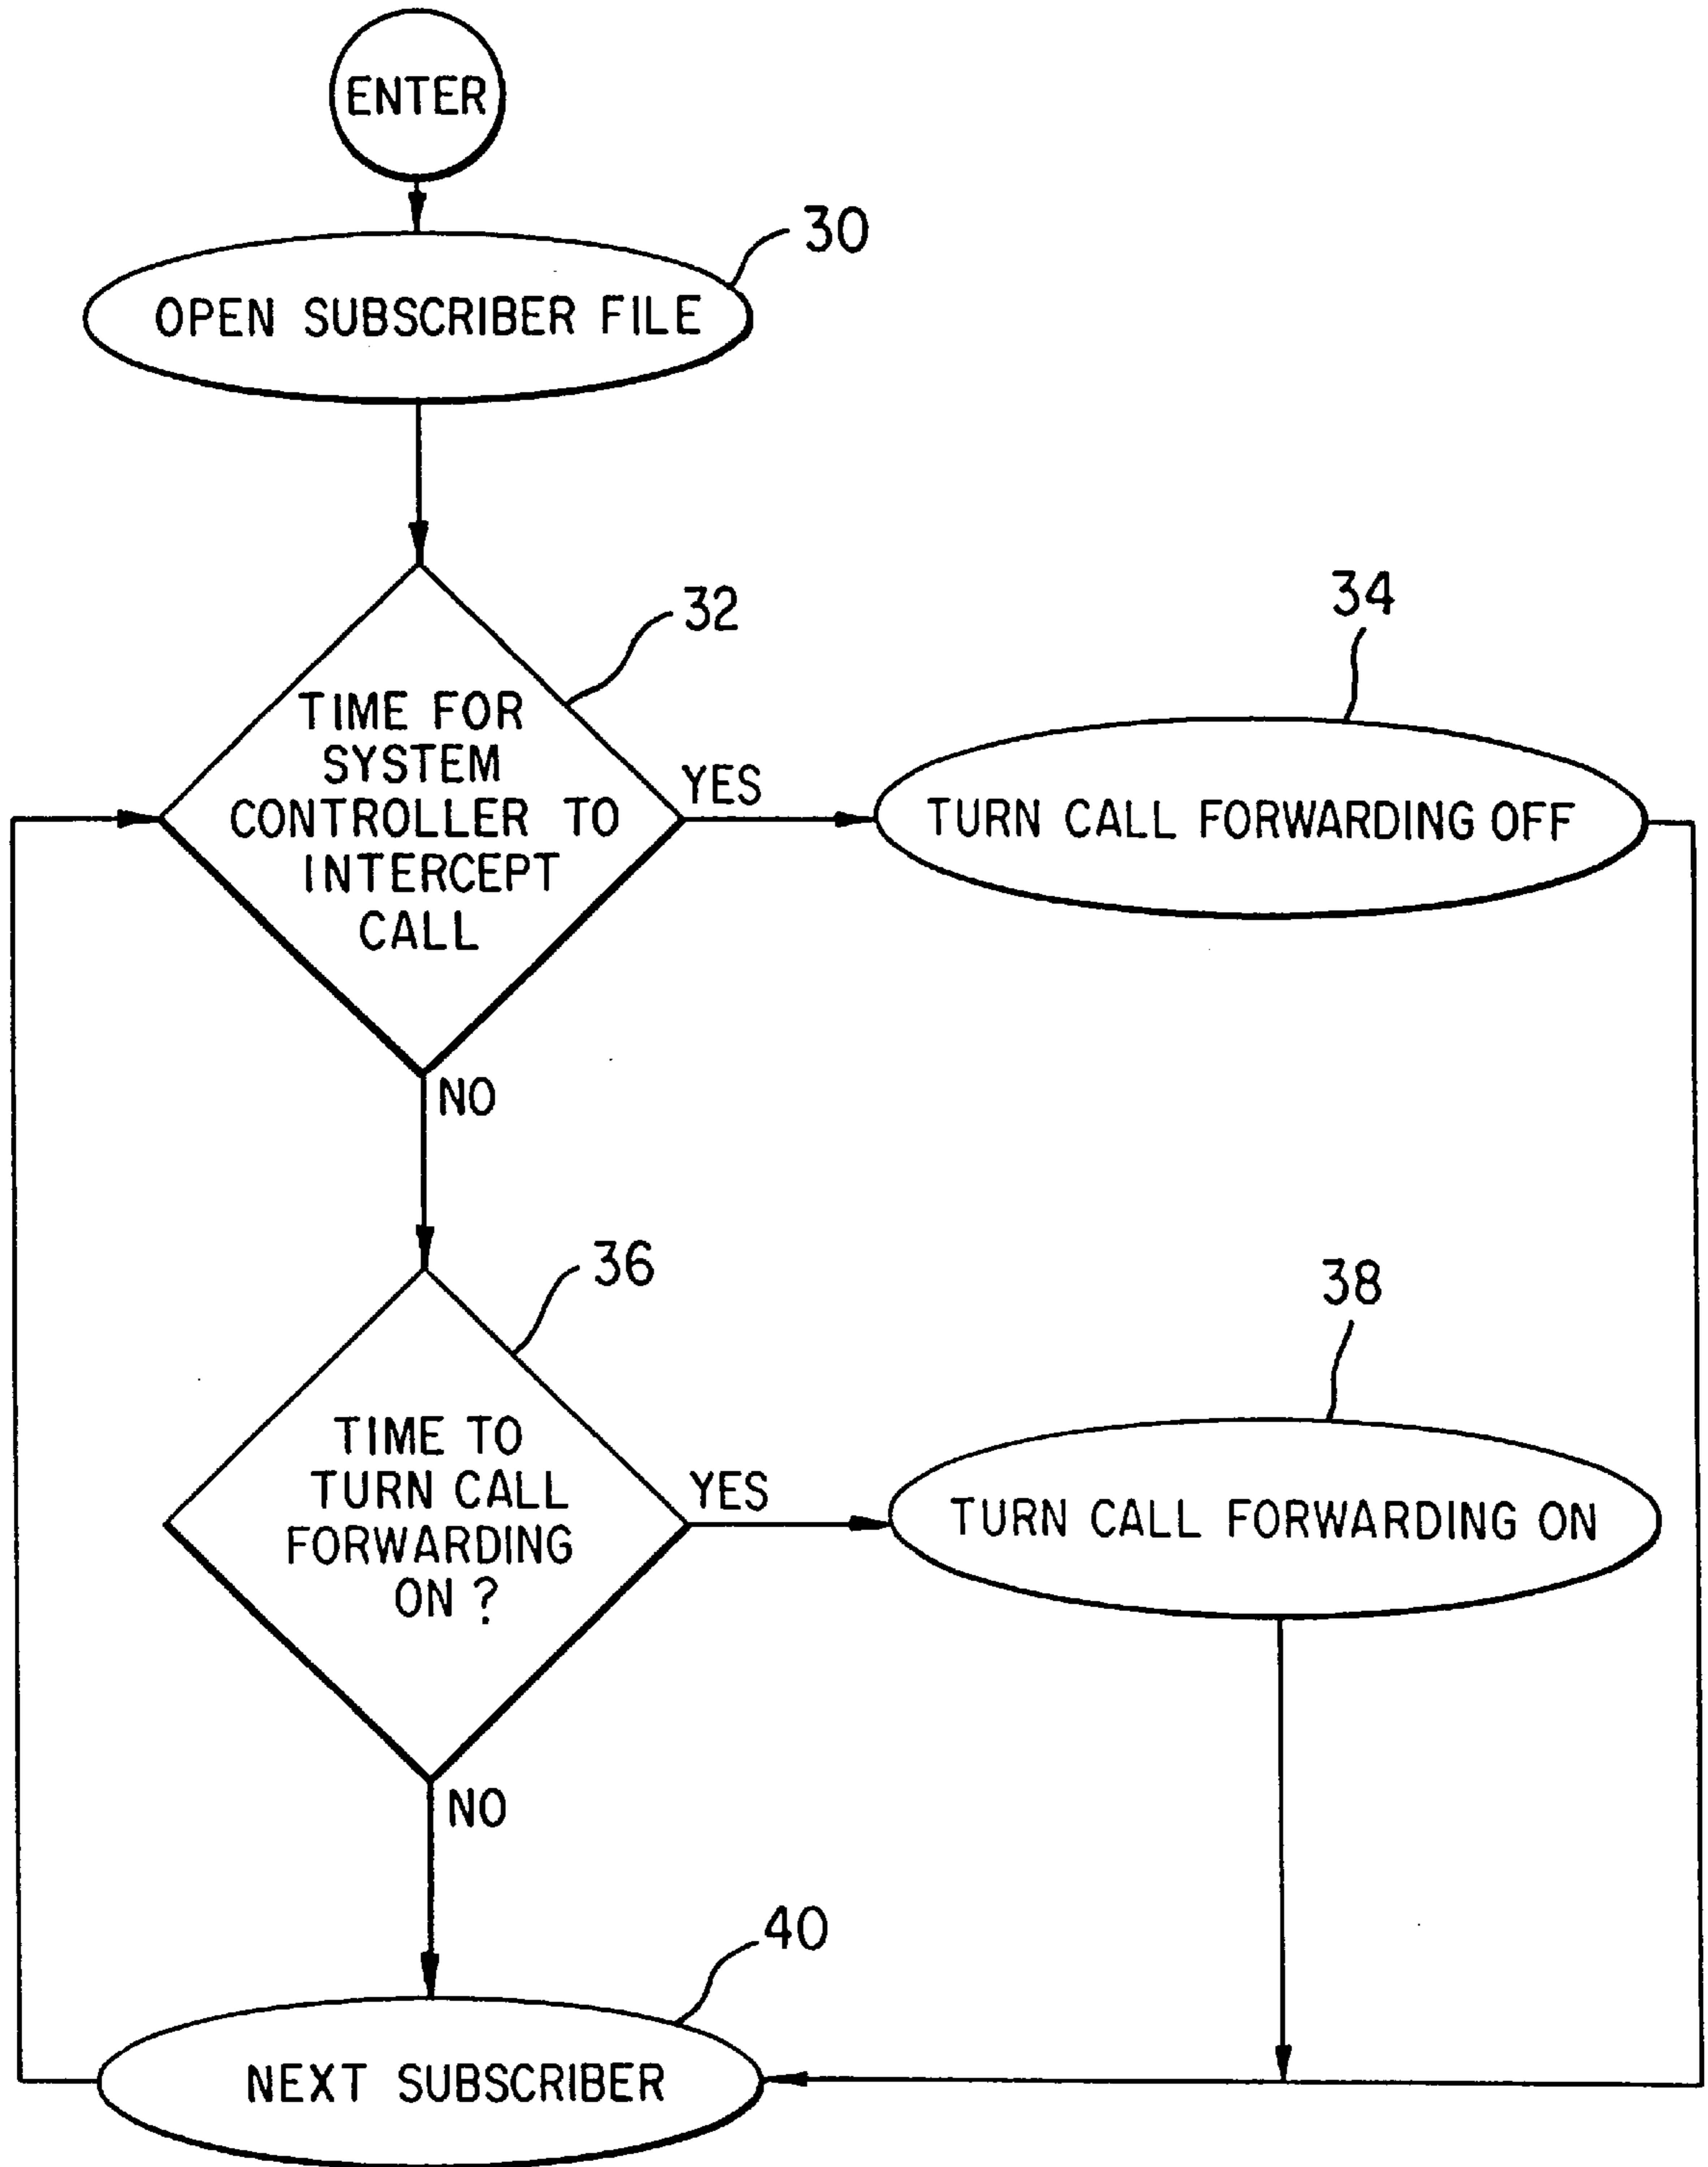 ENTER
30
OPEN SUBSCRIBER FILE
32
TIME FOR
SYSTEM
CONTROLLER TO
INTERCEPT
CALL
YES
34
TURN CALL FORWARDING OFF
NO
36
TIME TO
TURN CALL
FORWARDING
ON ?
YES
38
TURN CALL FORWARDING ON
NO
40
NEXT SUBSCRIBER